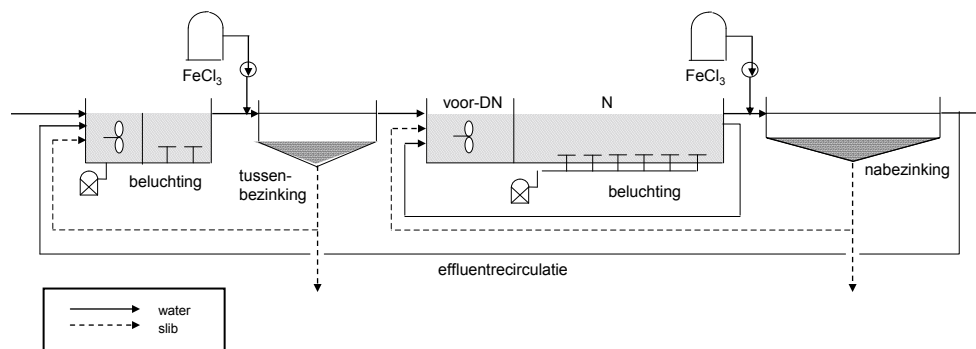 FeCl3
FeCl3
voor-DN
N
beluchting
tussen-
bezinking
beluchting
nabezinking
effluentrecirculatie
water
slib